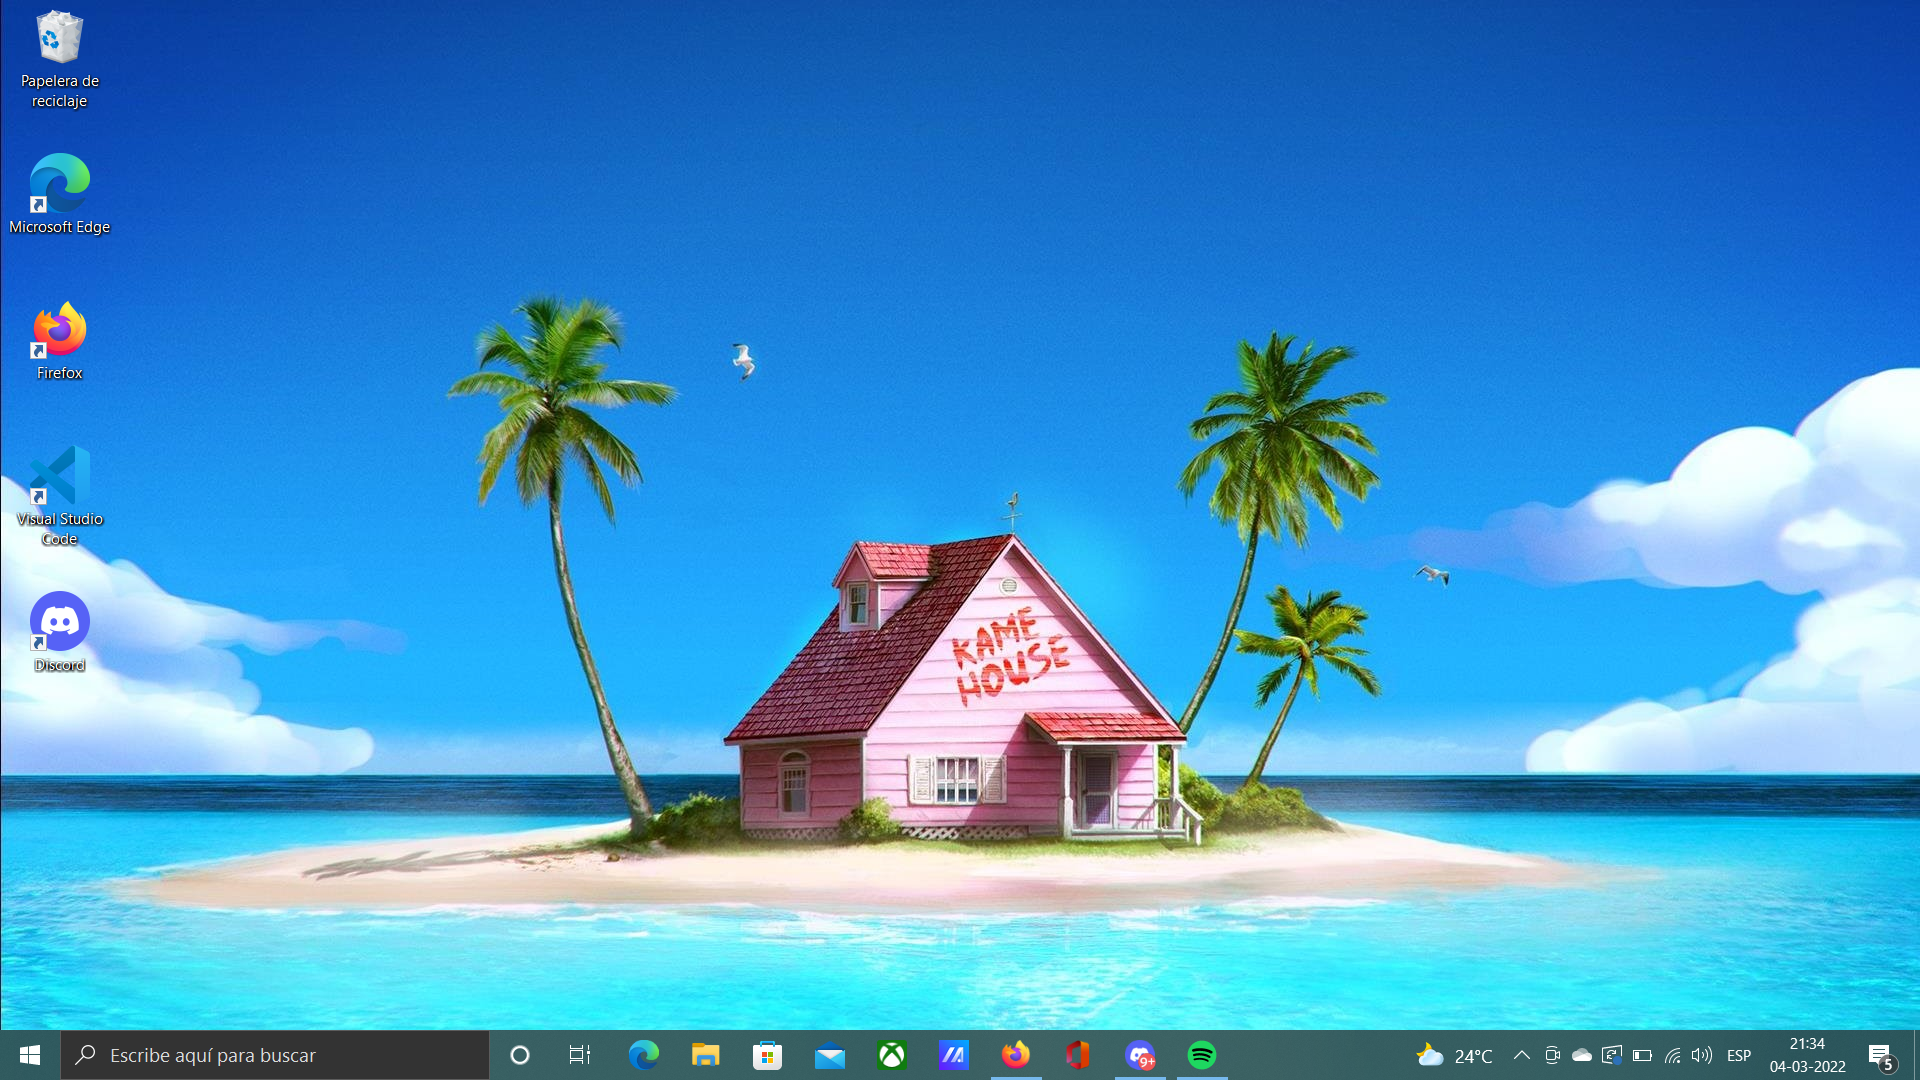 Papelera de
reciclaje
Microsoft Edge
Firefox
Visual Studio
Code
Discord
KAME
HOUSE
Escribe aquí para buscar
9+
24°C
ESP
21:34
04-03-2022
5